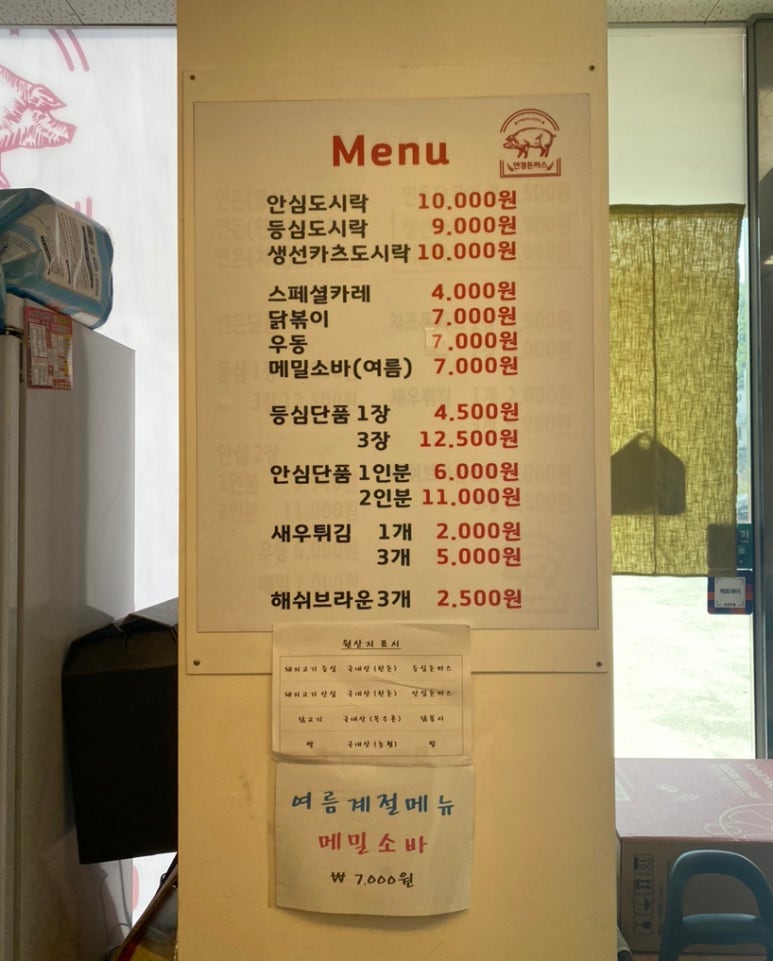 Menu
연경돈까스
안심도시락 10.000원
등심도시락 9.000원
생선카츠도시락 10.000원
스페셜카레 4.000원
닭볶이 7.000원
우동 7.000원
메밀소바(여름) 7.000원
등심단품 1장 4.500원
3장 12.500원
안심단품 1인분 6.000원
2인분 11.000원
새우튀김 1개 2.000원
3개 5.000원
해쉬브라운 3개 2.500원
원산지 표시
돼지고기 등심 국내산(한돈) 등심돈까스
돼지고기 안심 국내산(한돈) 안심돈까스
닭고기 국내산 닭볶이
쌀 국내산(농협) 밥
여름계절메뉴
메밀소바
₩ 7,000원
제로페이